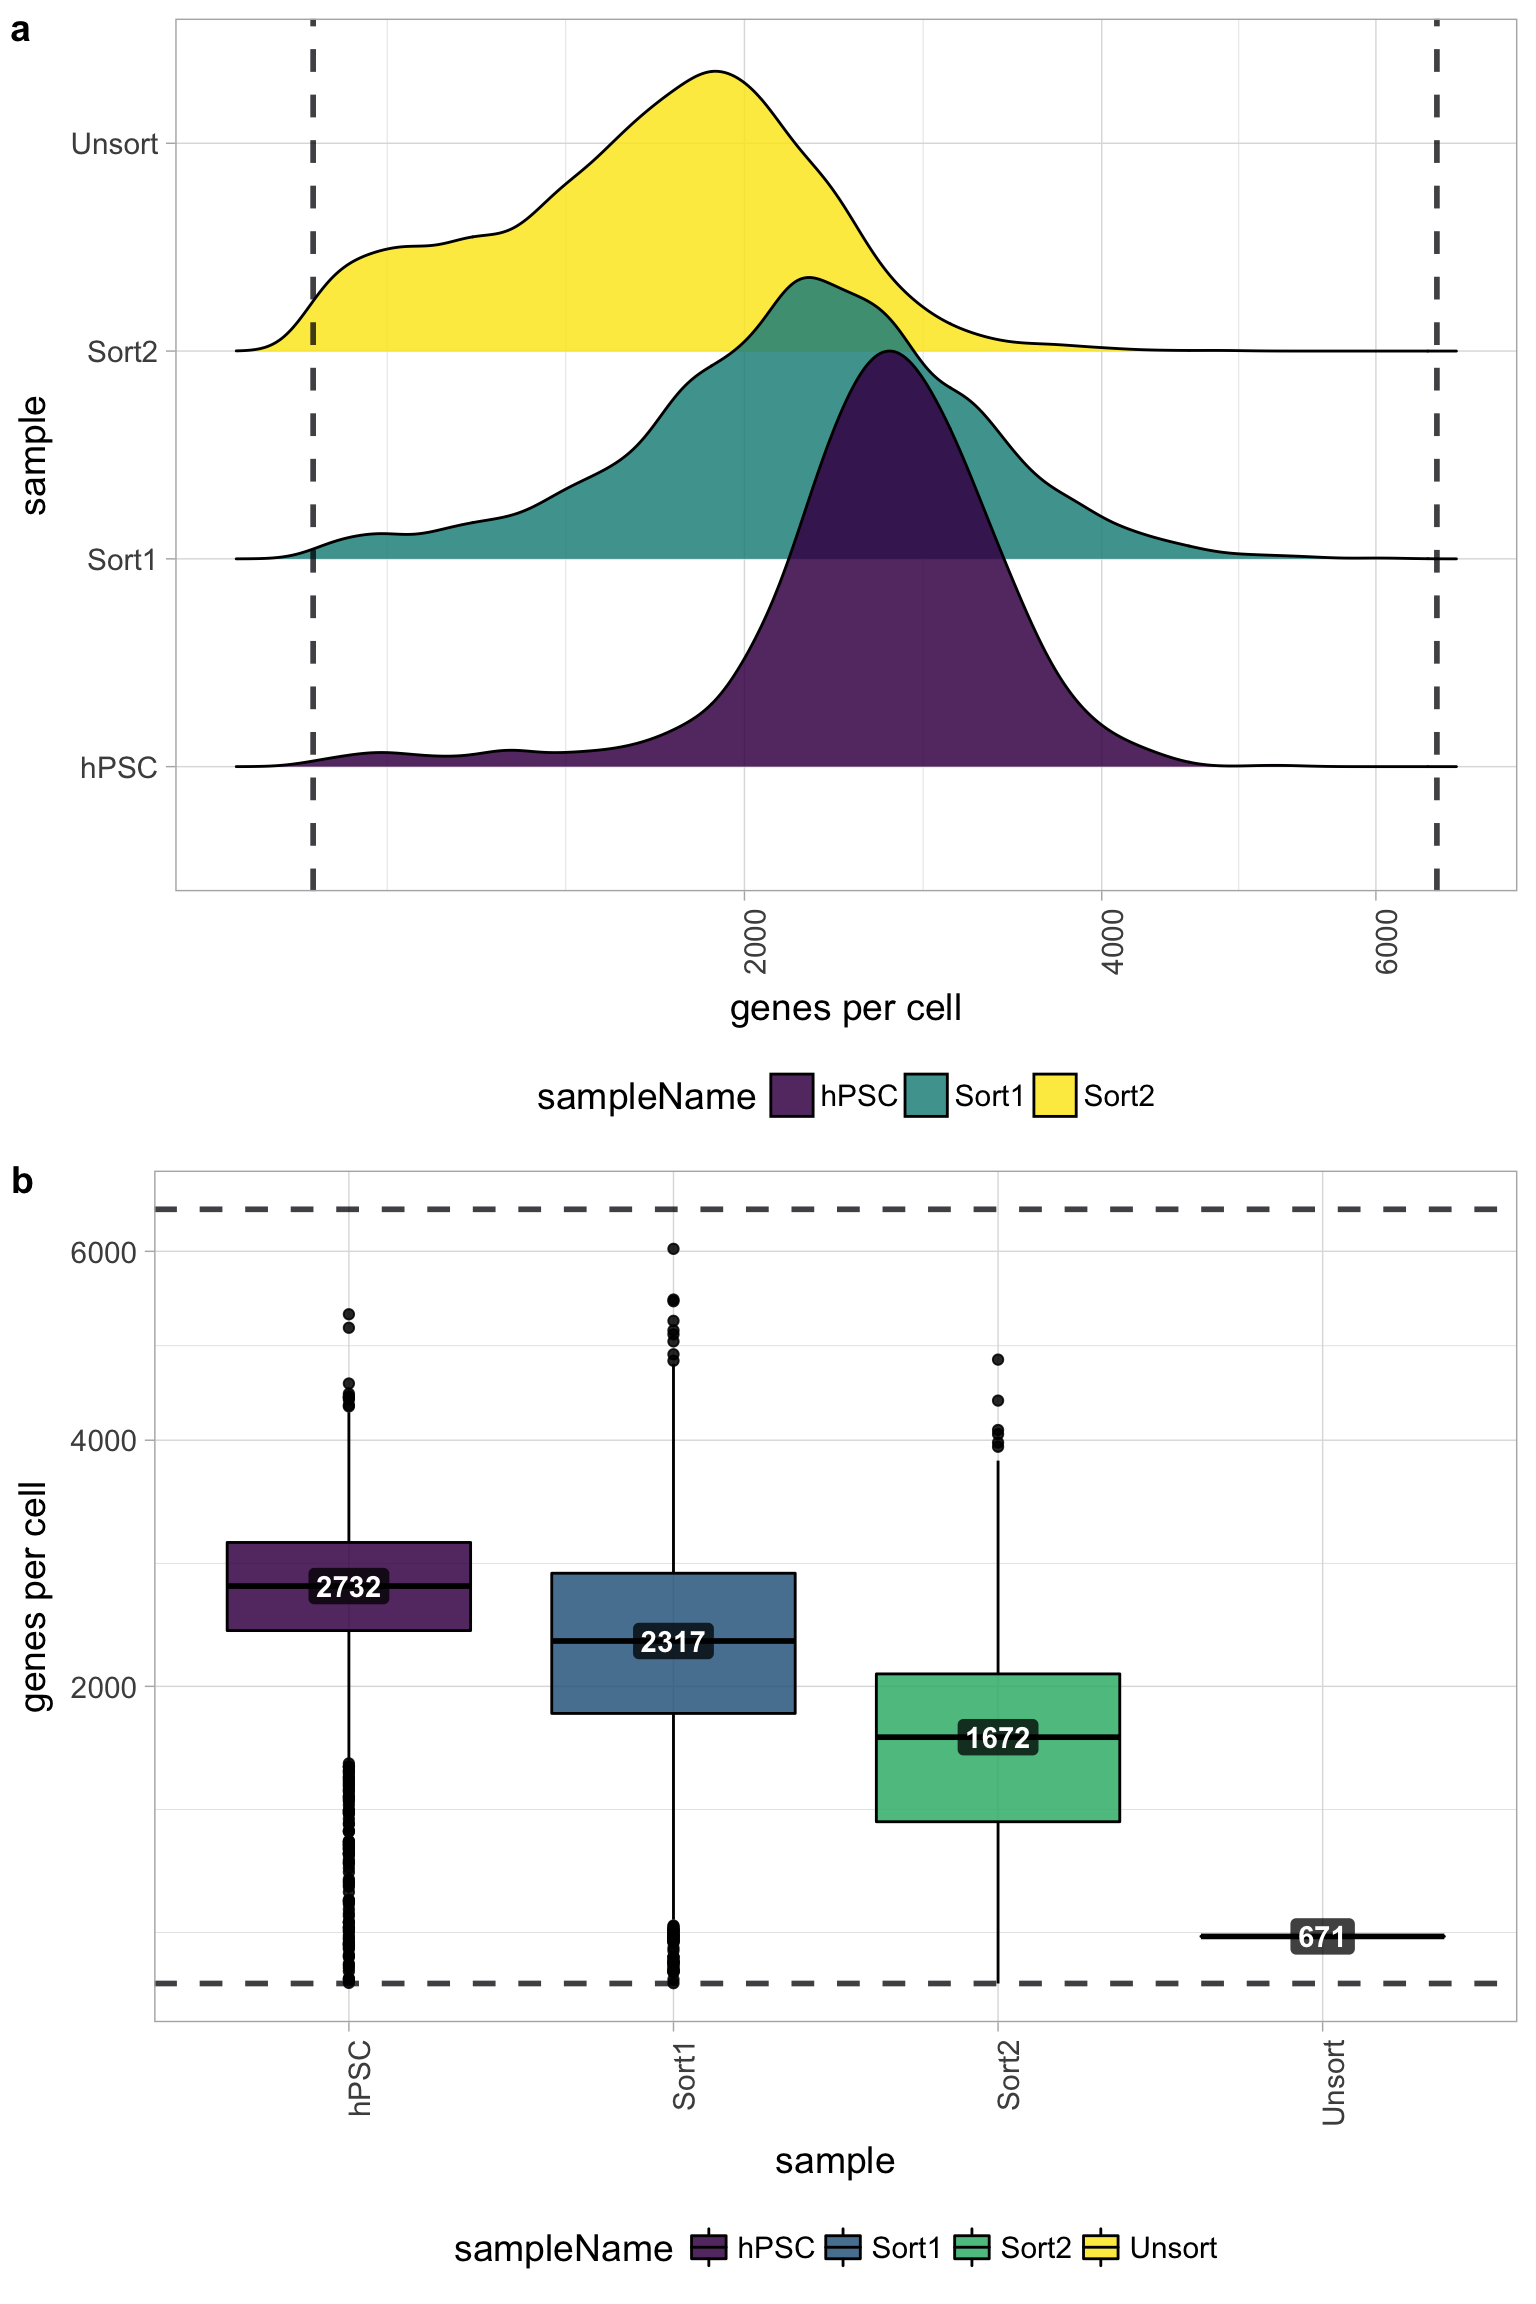 a
Unsort
Sort2
Sort1
hPSC
sample
2000 4000 6000
genes per cell
sampleName hPSC Sort1 Sort2
b
6000
4000
2000
genes per cell
2732
2317
1672
671
hPSC Sort1 Sort2 Unsort
sample
sampleName hPSC Sort1 Sort2 Unsort